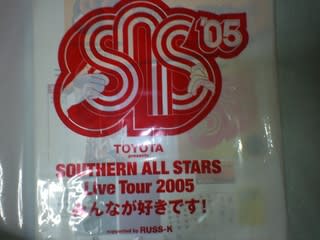 SAS '05
TOYOTA
presents
SOUTHERN ALL STARS
Live Tour 2005
みんなが好きです!
supported by RUSS-K